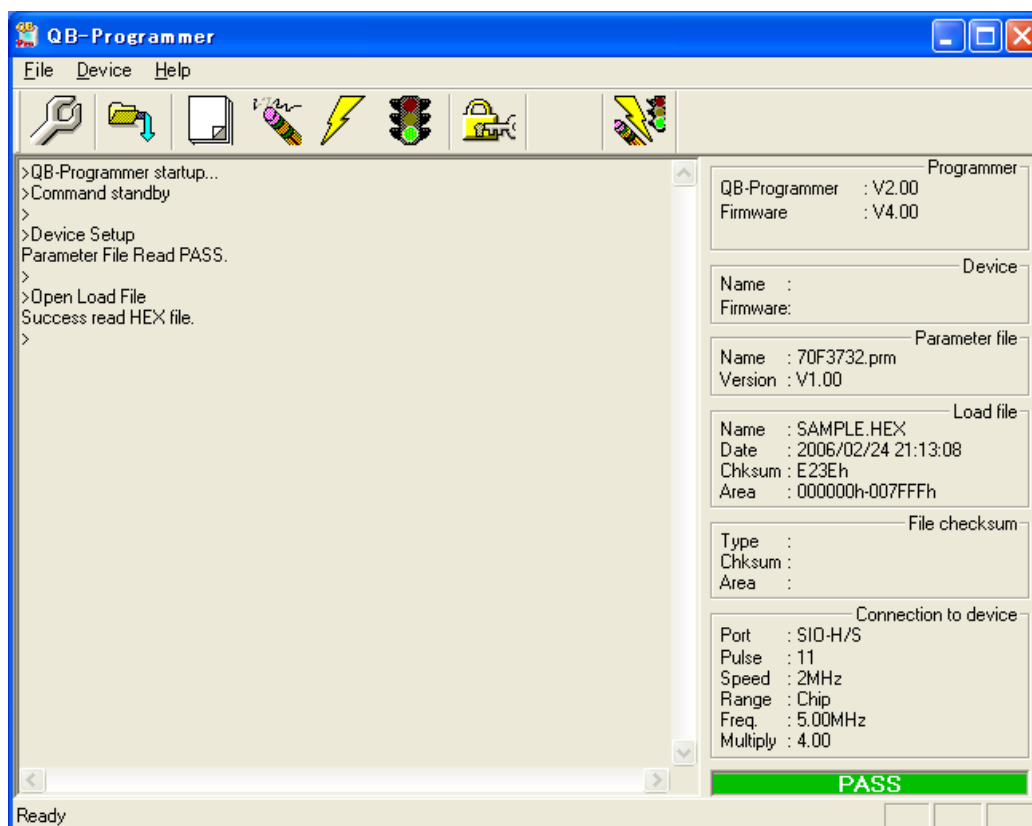 QB-Programmer
File Device Help
>QB-Programmer startup...
>Command standby
>
>Device Setup
Parameter File Read PASS.
>
>Open Load File
Success read HEX file.
>
Programmer
QB-Programmer : V2.00
Firmware : V4.00
Device
Name :
Firmware:
Parameter file
Name : 70F3732.prm
Version : V1.00
Load file
Name : SAMPLE.HEX
Date : 2006/02/24 21:13:08
Chksum : E23Eh
Area : 000000h-007FFFh
File checksum
Type :
Chksum :
Area :
Connection to device
Port : SIO-H/S
Pulse : 11
Speed : 2MHz
Range : Chip
Freq. : 5.00MHz
Multiply : 4.00
PASS
Ready